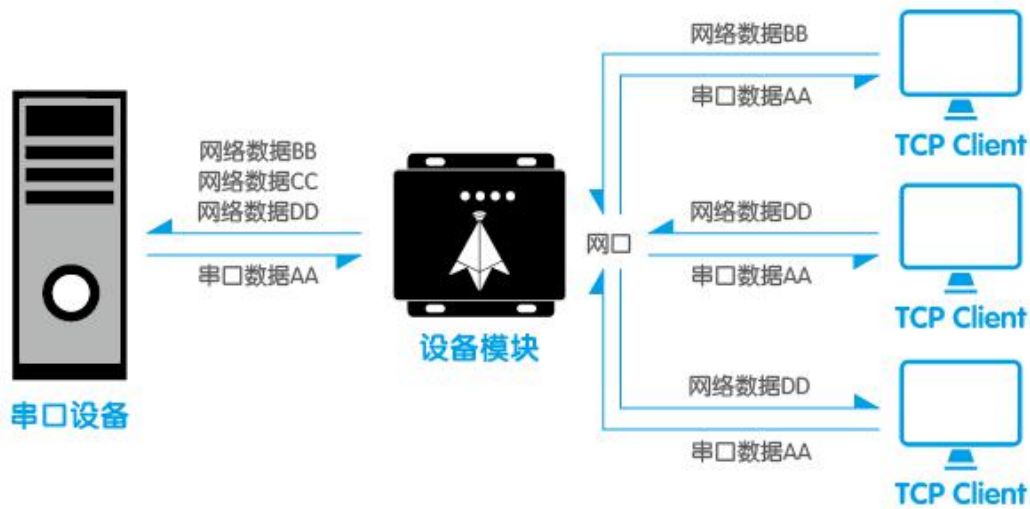 网络数据BB
串口数据AA
TCP Client
网络数据BB
网络数据CC
网络数据DD
串口数据AA
网口
网络数据DD
串口数据AA
TCP Client
设备模块
串口设备
网络数据DD
串口数据AA
TCP Client